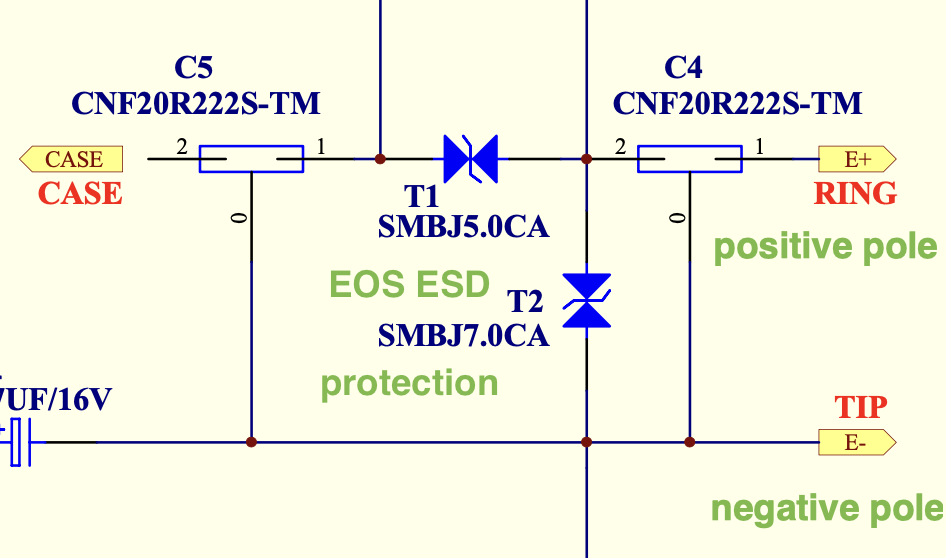 C5
CNF20R222S-TM
C4
CNF20R222S-TM
CASE
2
1
2
1
E+
CASE
T1
RING
SMBJ5.0CA
0
0
positive pole
EOS ESD
T2
SMBJ7.0CA
protection
7UF/16V
TIP
E-
negative pole